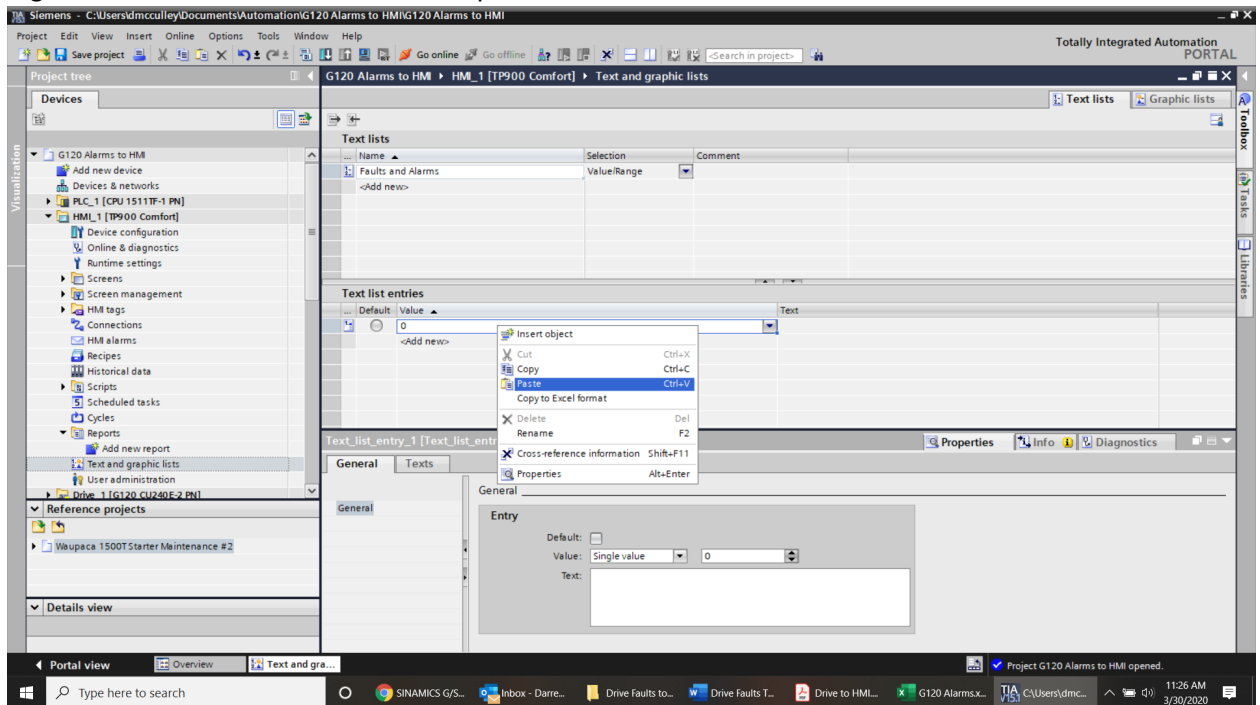 Siemens - C:\Users\dmcculley\Documents\Automation\G120 Alarms to HMI\G120 Alarms to HMI
Project Edit View Insert Online Options Tools Window Help
Save project Go online Go offline <Search in project>
Totally Integrated Automation
PORTAL
Project tree
G120 Alarms to HMI HMI_1 [TP900 Comfort] Text and graphic lists
Devices
Text lists Graphic lists
Text lists
... Name Selection Comment
Faults and Alarms Value/Range
<Add new>
G120 Alarms to HMI
Add new device
Devices & networks
PLC_1 [CPU 1511TF-1 PN]
HMI_1 [TP900 Comfort]
Device configuration
Online & diagnostics
Runtime settings
Screens
Screen management
HMI tags
Connections
HMI alarms
Recipes
Historical data
Scripts
Scheduled tasks
Cycles
Reports
Add new report
Text and graphic lists
User administration
Drive_1 [G120 CU240E-2 PN]
Text list entries
... Default Value Text
0
<Add new>
Insert object
Cut Ctrl+X
Copy Ctrl+C
Paste Ctrl+V
Copy to Excel format
Delete Del
Rename F2
Cross-reference information Shift+F11
Properties Alt+Enter
Text_list_entry_1 [Text_list_entr
Properties Info Diagnostics
General Texts
General
General
Entry
Default:
Value: Single value 0
Text:
Reference projects
Waupaca 1500T Starter Maintenance #2
Details view
Visualization
Toolbox
Tasks
Libraries
Portal view Overview Text and gra...
Project G120 Alarms to HMI opened.
Type here to search
SINAMICS G/S... Inbox - Darre... Drive Faults to... Drive Faults T... Drive to HMI.... G120 Alarms.x... C:\Users\dmc...
TIA
V15.1
11:26 AM
3/30/2020